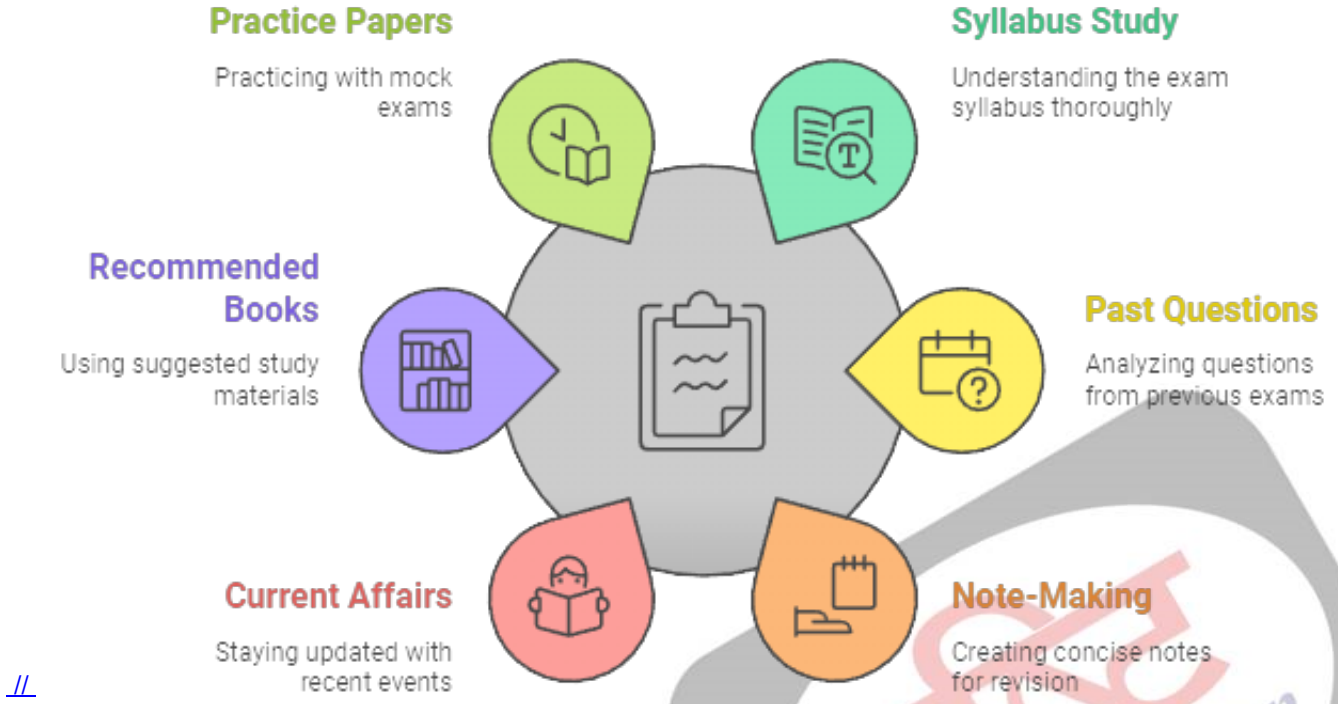 Practice Papers
Practicing with mock
exams
Syllabus Study
Understanding the exam
syllabus thoroughly
Recommended
Books
Using suggested study
materials
Past Questions
Analyzing questions
from previous exams
Current Affairs
Staying updated with
recent events
Note-Making
Creating concise notes
for revision
//
T
?